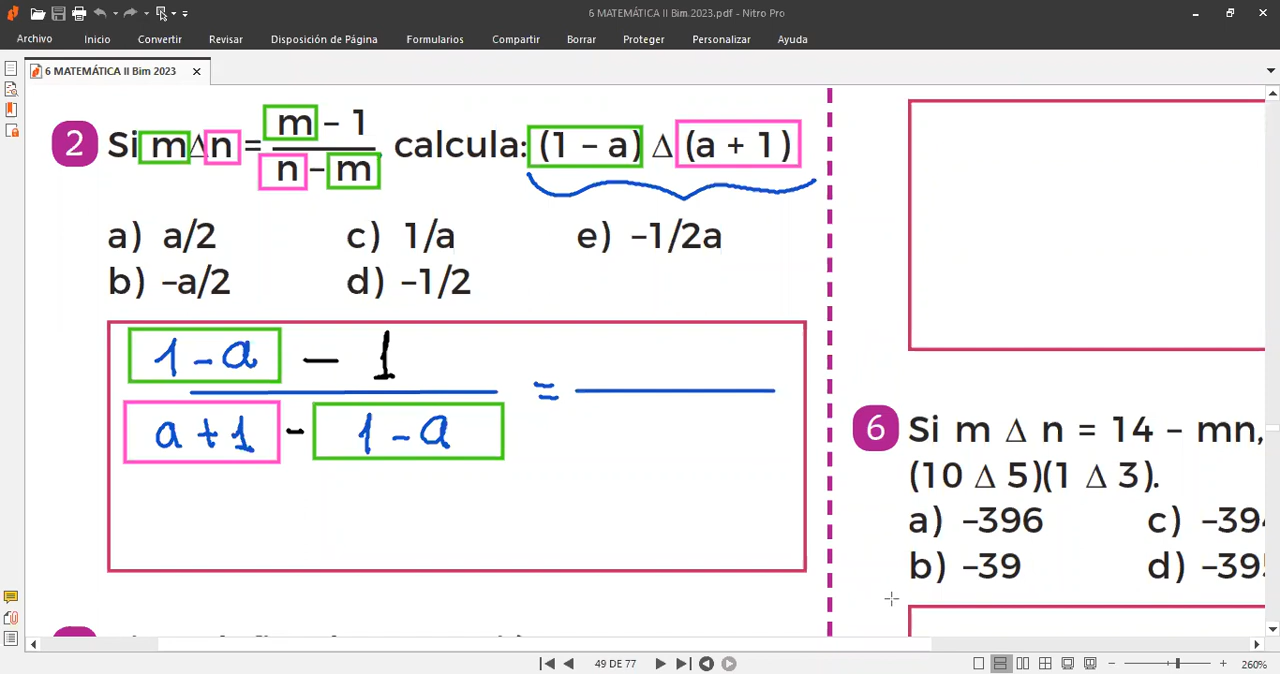 6 MATEMÁTICA II Bim 2023.pdf - Nitro Pro
Archivo Inicio Convertir Revisar Disposición de Página Formularios Compartir Borrar Proteger Personalizar Ayuda
6 MATEMÁTICA II Bim 2023
2 Si m∆n = (m – 1)/(n – m), calcula: (1 – a) ∆ (a + 1)
a) a/2 c) 1/a e) –1/2a
b) –a/2 d) –1/2
1 - a - 1
a + 1 - 1 - a
=
6 Si m ∆ n = 14 – mn,
(10 ∆ 5)(1 ∆ 3).
a) –396 c) –394
b) –39 d) –395
49 DE 77
260%